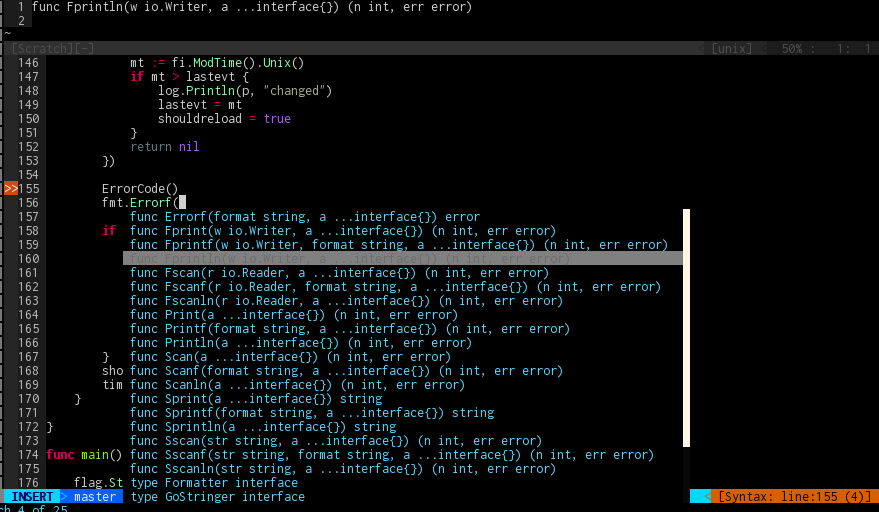 1 func Fprintln(w io.Writer, a ...interface{}) (n int, err error)
2
~
[Scratch][-] [unix] 50% : 1: 1
146 mt := fi.ModTime().Unix()
147 if mt > lastevt {
148 log.Println(p, "changed")
149 lastevt = mt
150 shouldreload = true
151 }
152 return nil
153 })
154
>>155 ErrorCode()
156 fmt.Errorf(
157 func Errorf(format string, a ...interface{}) error
158 if func Fprint(w io.Writer, a ...interface{}) (n int, err error)
159 func Fprintf(w io.Writer, format string, a ...interface{}) (n int, err error)
160 func Fprintln(w io.Writer, a ...interface{}) (n int, err error)
161 func Fscan(r io.Reader, a ...interface{}) (n int, err error)
162 func Fscanf(r io.Reader, format string, a ...interface{}) (n int, err error)
163 func Fscanln(r io.Reader, a ...interface{}) (n int, err error)
164 func Print(a ...interface{}) (n int, err error)
165 func Printf(format string, a ...interface{}) (n int, err error)
166 func Println(a ...interface{}) (n int, err error)
167 } func Scan(a ...interface{}) (n int, err error)
168 sho func Scanf(format string, a ...interface{}) (n int, err error)
169 tim func Scanln(a ...interface{}) (n int, err error)
170 } func Sprint(a ...interface{}) string
171 func Sprintf(format string, a ...interface{}) string
172 } func Sprintln(a ...interface{}) string
173 func Sscan(str string, a ...interface{}) (n int, err error)
174 func main() func Sscanf(str string, format string, a ...interface{}) (n int, err error)
175 func Sscanln(str string, a ...interface{}) (n int, err error)
176 flag.St type Formatter interface
INSERT > master type GoStringer interface < [Syntax: line:155 (4)]
ch 4 of 25